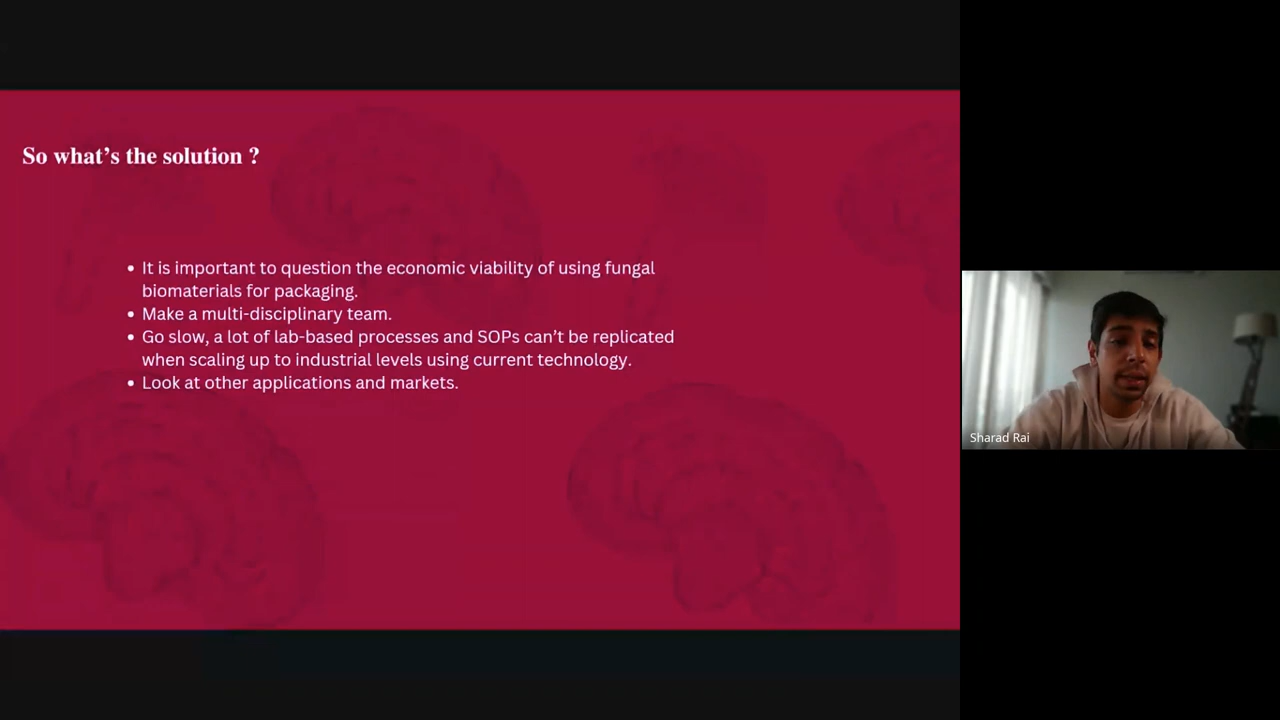 So what’s the solution ?
• It is important to question the economic viability of using fungal
biomaterials for packaging.
• Make a multi-disciplinary team.
• Go slow, a lot of lab-based processes and SOPs can’t be replicated
when scaling up to industrial levels using current technology.
• Look at other applications and markets.
Sharad Rai